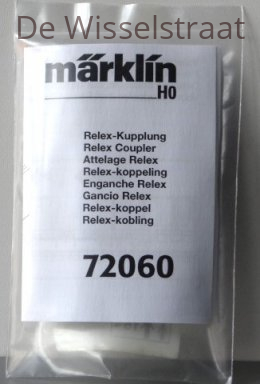 De Wisselstraat
märklin
H0
Relex-Kupplung
Relex Coupler
Attelage Relex
Relex-koppeling
Enganche Relex
Gancio Relex
Relex-koppel
Relex-kobling
72060